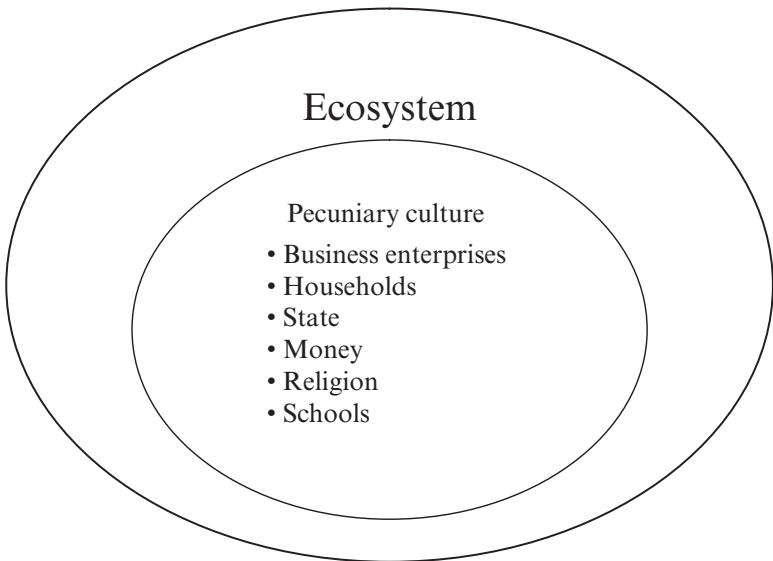 Ecosystem
Pecuniary culture
• Business enterprises
• Households
• State
• Money
• Religion
• Schools